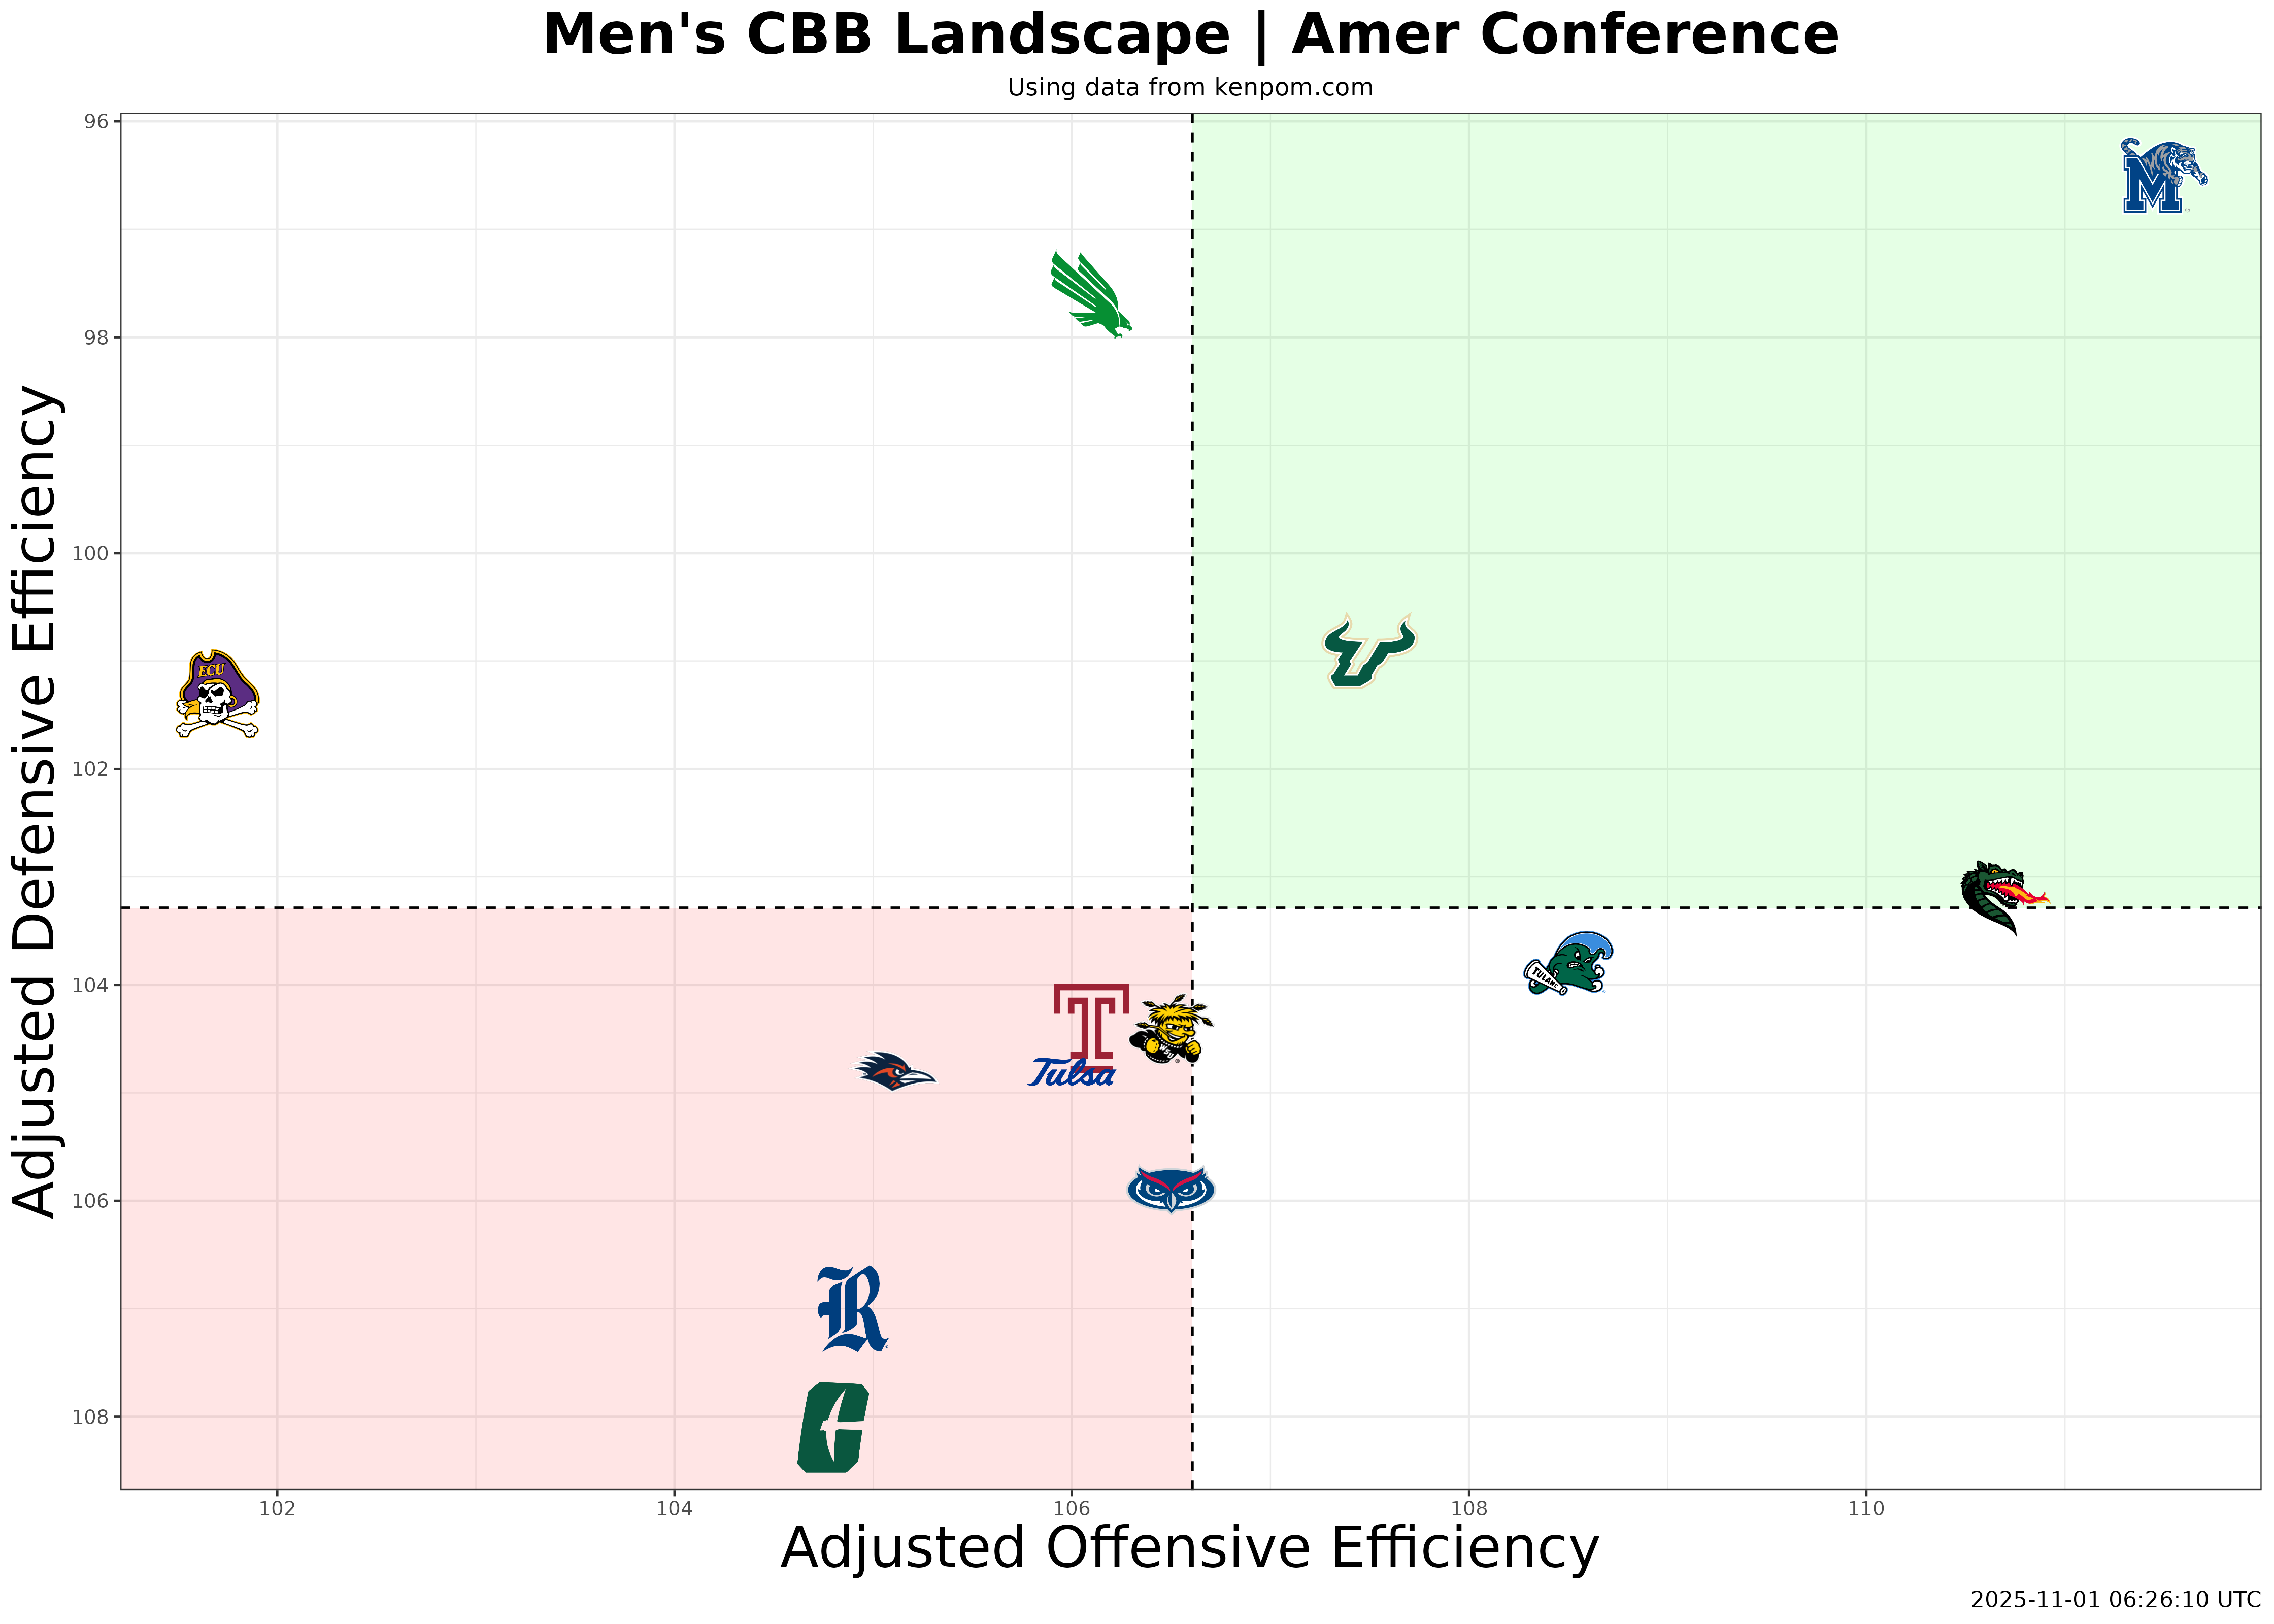 Men's CBB Landscape | Amer Conference
Using data from kenpom.com
Adjusted Defensive Efficiency
96
98
100
102
104
106
108
M
ECU
TULANE
T
Tulsa
R
C
102
104
106
108
110
Adjusted Offensive Efficiency
2025-11-01 06:26:10 UTC